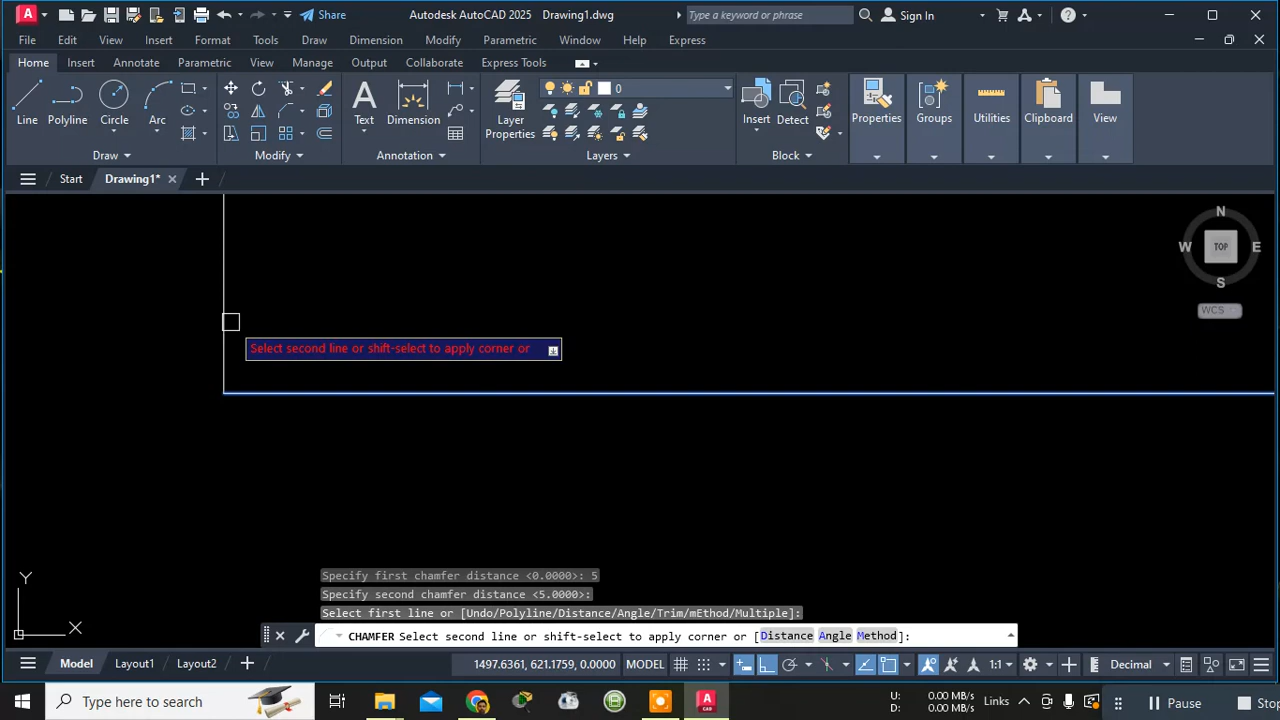 Share
Autodesk AutoCAD 2025 Drawing1.dwg
Type a keyword or phrase
Sign In
File Edit View Insert Format Tools Draw Dimension Modify Parametric Window Help Express
Home Insert Annotate Parametric View Manage Output Collaborate Express Tools
0
Line Polyline Circle Arc
Text Dimension
Layer Properties
Insert Detect
Properties Groups Utilities Clipboard View
Draw Modify Annotation Layers Block
Start Drawing1*
N
W TOP E
S
WCS
Select second line or shift-select to apply corner or
Y
X
Specify first chamfer distance <0.0000>: 5
Specify second chamfer distance <5.0000>:
Select first line or [Undo/Polyline/Distance/Angle/Trim/mEthod/Multiple]:
CHAMFER Select second line or shift-select to apply corner or [Distance Angle Method]:
Model Layout1 Layout2
1497.6361, 621.1759, 0.0000 MODEL
1:1
Decimal
Type here to search
U: 0.00 MB/s
D: 0.00 MB/s
Links
Pause
Stop